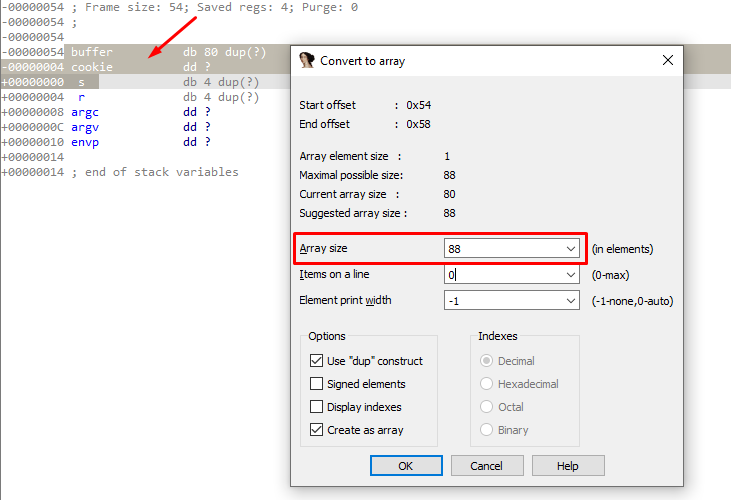 -00000054 ; Frame size: 54; Saved regs: 4; Purge: 0
-00000054 ;
-00000054
-00000054 buffer db 80 dup(?)
-00000004 cookie dd ?
+00000000 s db 4 dup(?)
+00000004 r db 4 dup(?)
+00000008 argc dd ?
+0000000C argv dd ?
+00000010 envp dd ?
+00000014
+00000014 ; end of stack variables
Convert to array
Start offset : 0x54
End offset : 0x58
Array element size : 1
Maximal possible size: 88
Current array size : 80
Suggested array size : 88
Array size 88 (in elements)
Items on a line 0 (0-max)
Element print width -1 (-1-none,0-auto)
Options
Use "dup" construct
Signed elements
Display indexes
Create as array
Indexes
Decimal
Hexadecimal
Octal
Binary
OK Cancel Help